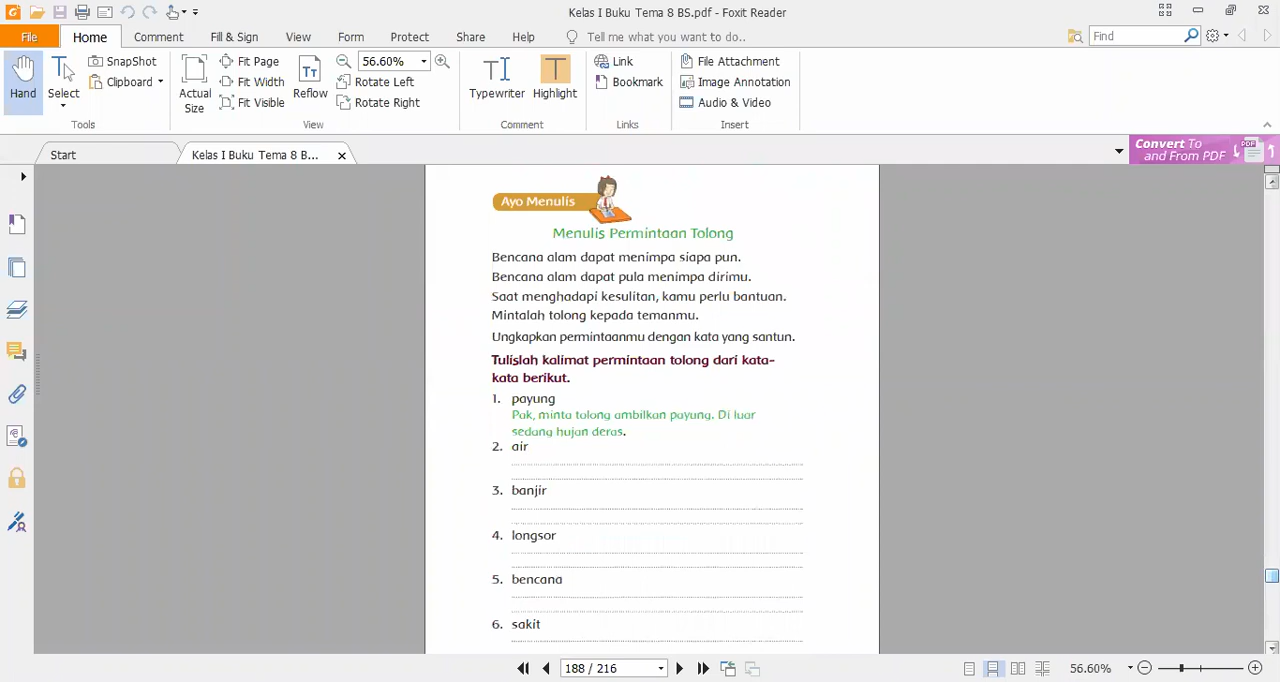 Kelas I Buku Tema 8 BS.pdf - Foxit Reader
File Home Comment Fill & Sign View Form Protect Share Help Tell me what you want to do.. Find
Hand
Select
SnapShot
Clipboard
Tools
Actual Size
Fit Page
Fit Width
Fit Visible
Reflow
Rotate Left
Rotate Right
56.60%
View
Typewriter
Highlight
Comment
Link
Bookmark
Links
File Attachment
Image Annotation
Audio & Video
Insert
Start
Kelas I Buku Tema 8 B...
Convert To
and From PDF
PDF
Ayo Menulis
Menulis Permintaan Tolong
Bencana alam dapat menimpa siapa pun.
Bencana alam dapat pula menimpa dirimu.
Saat menghadapi kesulitan, kamu perlu bantuan.
Mintalah tolong kepada temanmu.
Ungkapkan permintaanmu dengan kata yang santun.
Tulislah kalimat permintaan tolong dari kata-
kata berikut.
1. payung
Pak, minta tolong ambilkan payung. Di luar
sedang hujan deras.
2. air
3. banjir
4. longsor
5. bencana
6. sakit
188 / 216
56.60%